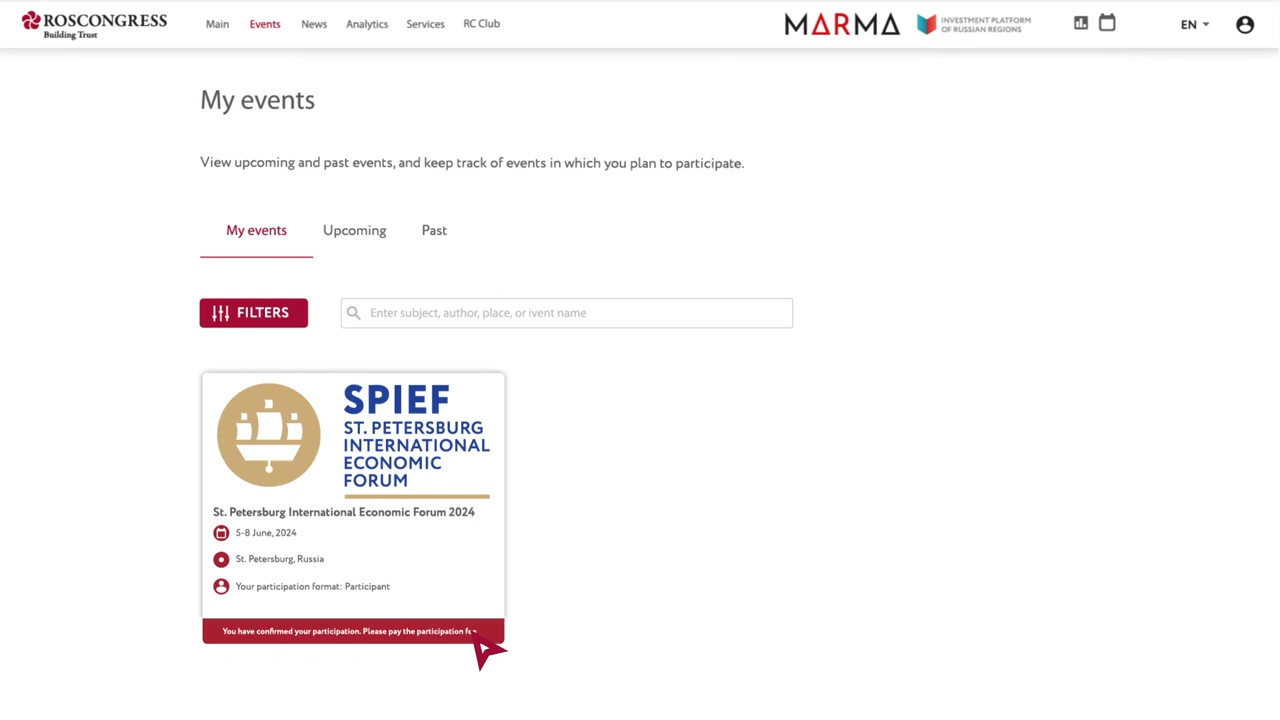 ROSCONGRESS
Building Trust
Main Events News Analytics Services RC Club
MARMA
INVESTMENT PLATFORM
OF RUSSIAN REGIONS
EN
My events
View upcoming and past events, and keep track of events in which you plan to participate.
My events Upcoming Past
FILTERS
Enter subject, author, place, or ivent name
SPIEF
ST. PETERSBURG
INTERNATIONAL
ECONOMIC
FORUM
St. Petersburg International Economic Forum 2024
5-8 June, 2024
St. Petersburg, Russia
Your participation format: Participant
You have confirmed your participation. Please pay the participation